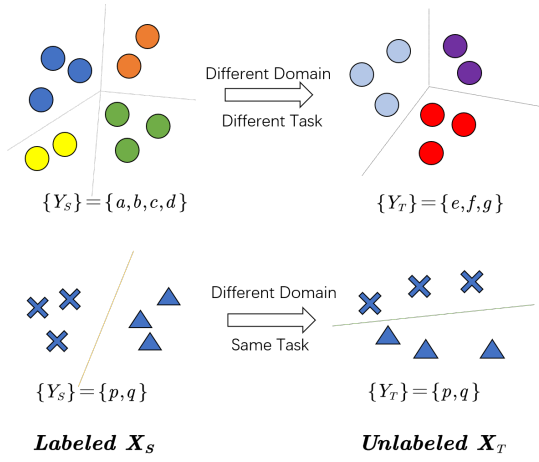 Different Domain
Different Task
{Y_S}={a,b,c,d}
{Y_T}={e,f,g}
Different Domain
Same Task
{Y_S}={p,q}
{Y_T}={p,q}
Labeled X_S
Unlabeled X_T